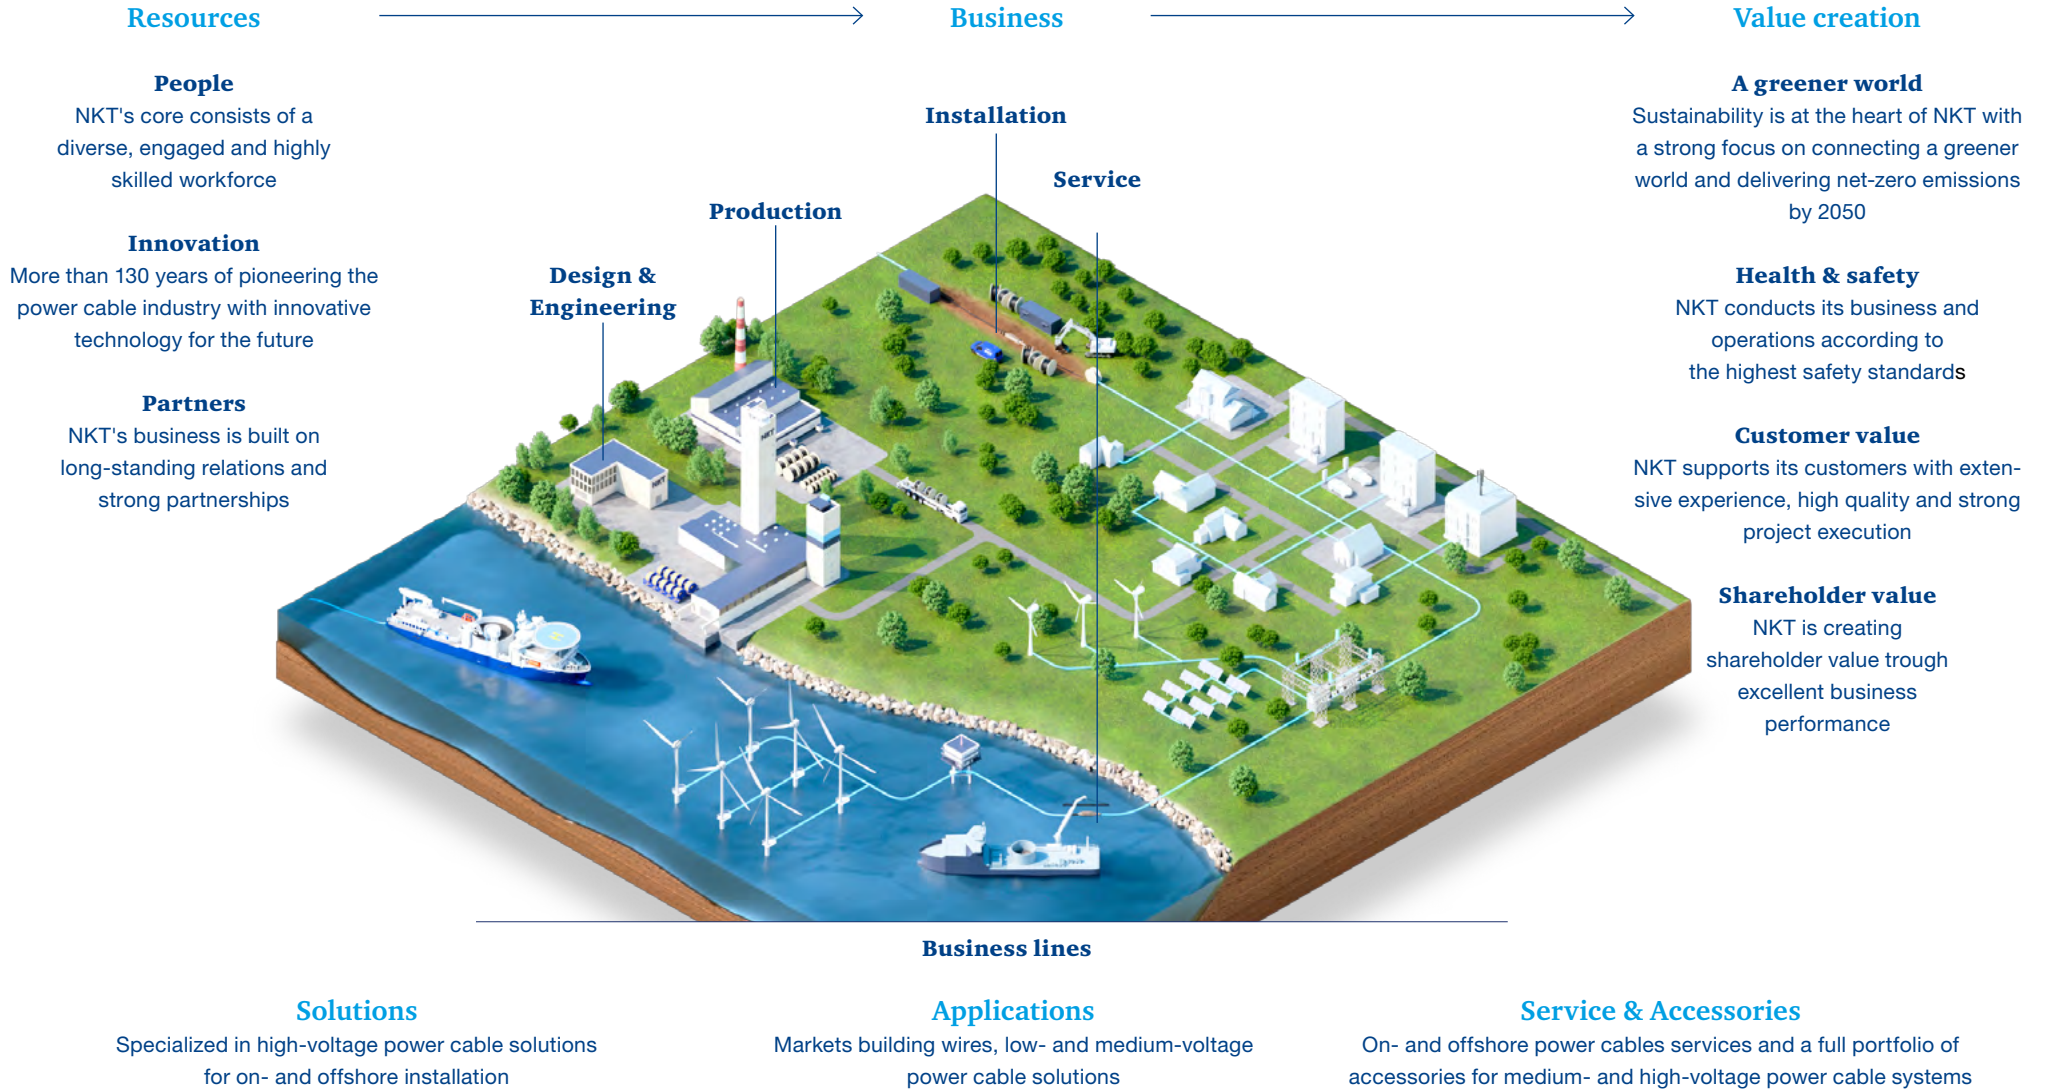 Resources
Business
Value creation
People
NKT's core consists of a
diverse, engaged and highly
skilled workforce
Innovation
More than 130 years of pioneering the
power cable industry with innovative
technology for the future
Partners
NKT's business is built on
long-standing relations and
strong partnerships
Installation
Service
Production
Design &
Engineering
NKT
NKT
A greener world
Sustainability is at the heart of NKT with
a strong focus on connecting a greener
world and delivering net-zero emissions
by 2050
Health & safety
NKT conducts its business and
operations according to
the highest safety standards
Customer value
NKT supports its customers with exten-
sive experience, high quality and strong
project execution
Shareholder value
NKT is creating
shareholder value trough
excellent business
performance
Business lines
Solutions
Specialized in high-voltage power cable solutions
for on- and offshore installation
Applications
Markets building wires, low- and medium-voltage
power cable solutions
Service & Accessories
On- and offshore power cables services and a full portfolio of
accessories for medium- and high-voltage power cable systems